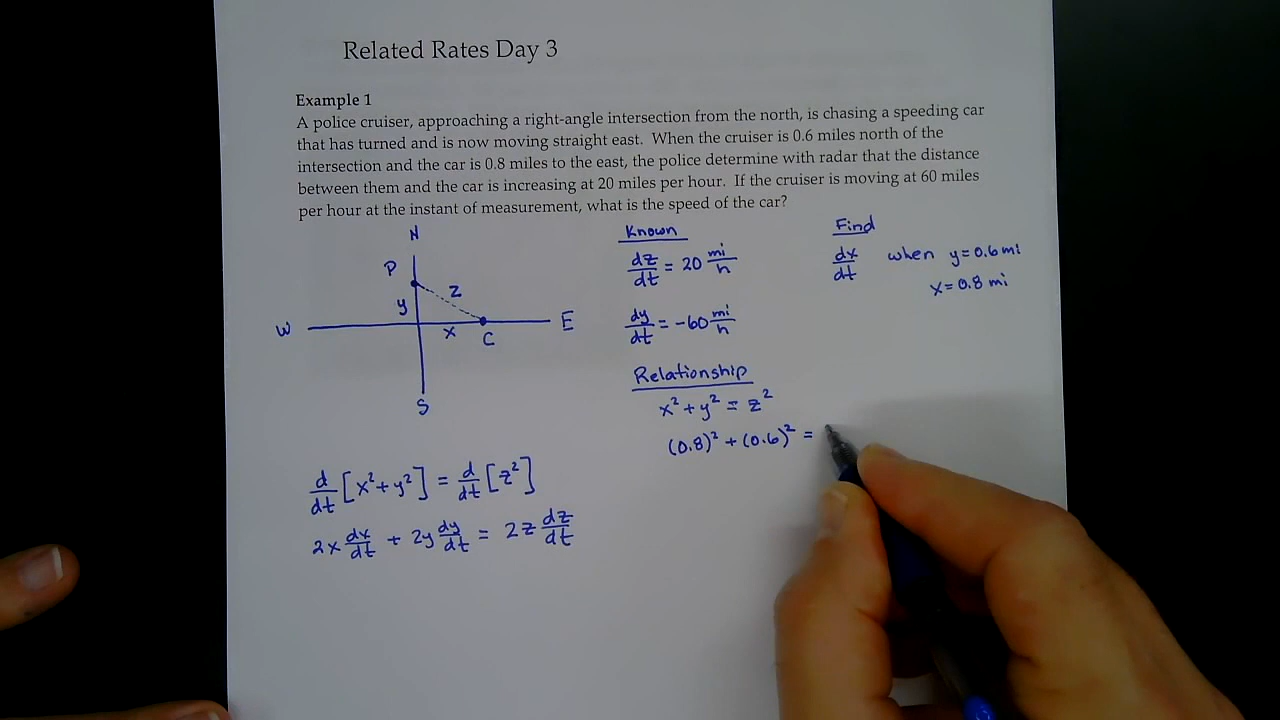 Related Rates Day 3
Example 1
A police cruiser, approaching a right-angle intersection from the north, is chasing a speeding car
that has turned and is now moving straight east. When the cruiser is 0.6 miles north of the
intersection and the car is 0.8 miles to the east, the police determine with radar that the distance
between them and the car is increasing at 20 miles per hour. If the cruiser is moving at 60 miles
per hour at the instant of measurement, what is the speed of the car?
N
P
y
z
W
x
C
E
S
Known
dz/dt = 20 mi/h
dy/dt = -60 mi/h
Find
dx/dt when y=0.6 mi
x=0.8 mi
Relationship
x² + y² = z²
(0.8)² + (0.6)² =
d/dt [x² + y²] = d/dt [z²]
2x dx/dt + 2y dy/dt = 2z dz/dt